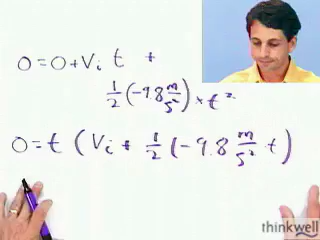 0 = 0 + Vi t +
1/2 (-9.8 m/s²) × t²
0 = t (Vi + 1/2 (-9.8 m/s² t)
thinkwell